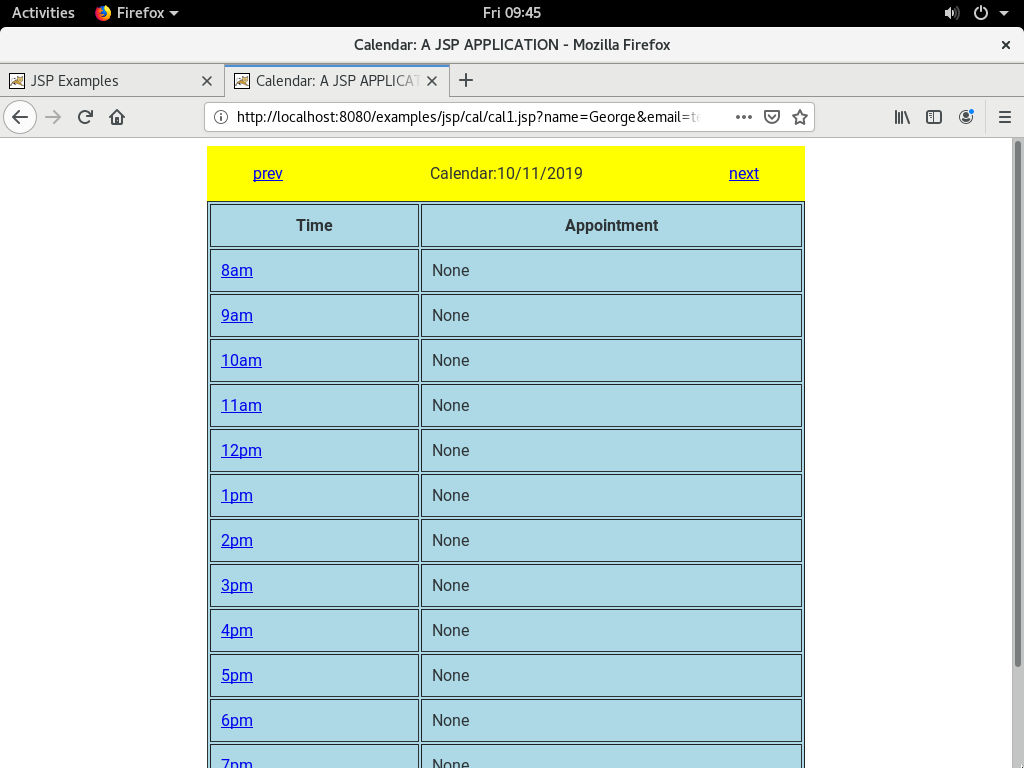 Activities Firefox Fri 09:45
Calendar: A JSP APPLICATION - Mozilla Firefox
JSP Examples Calendar: A JSP APPLICAT
http://localhost:8080/examples/jsp/cal/cal1.jsp?name=George&email=te
prev Calendar:10/11/2019 next
Time Appointment
8am None
9am None
10am None
11am None
12pm None
1pm None
2pm None
3pm None
4pm None
5pm None
6pm None
7pm None